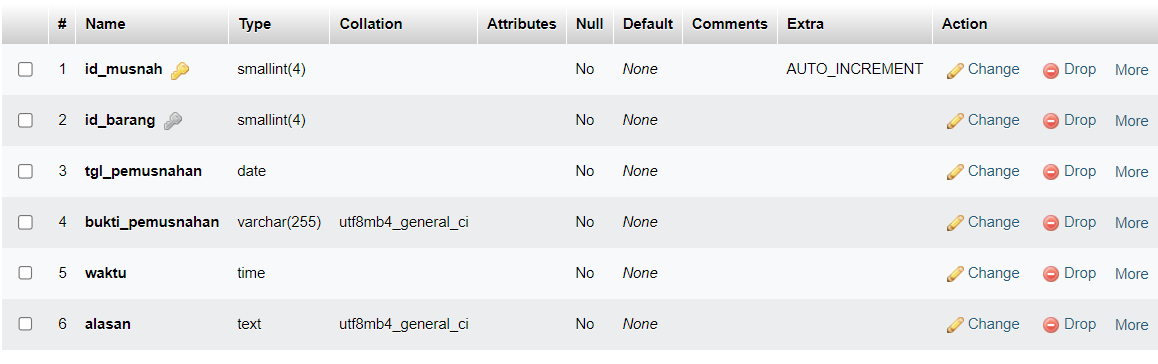 # Name Type Collation Attributes Null Default Comments Extra Action
1 id_musnah smallint(4) No None AUTO_INCREMENT Change Drop More
2 id_barang smallint(4) No None Change Drop More
3 tgl_pemusnahan date No None Change Drop More
4 bukti_pemusnahan varchar(255) utf8mb4_general_ci No None Change Drop More
5 waktu time No None Change Drop More
6 alasan text utf8mb4_general_ci No None Change Drop More